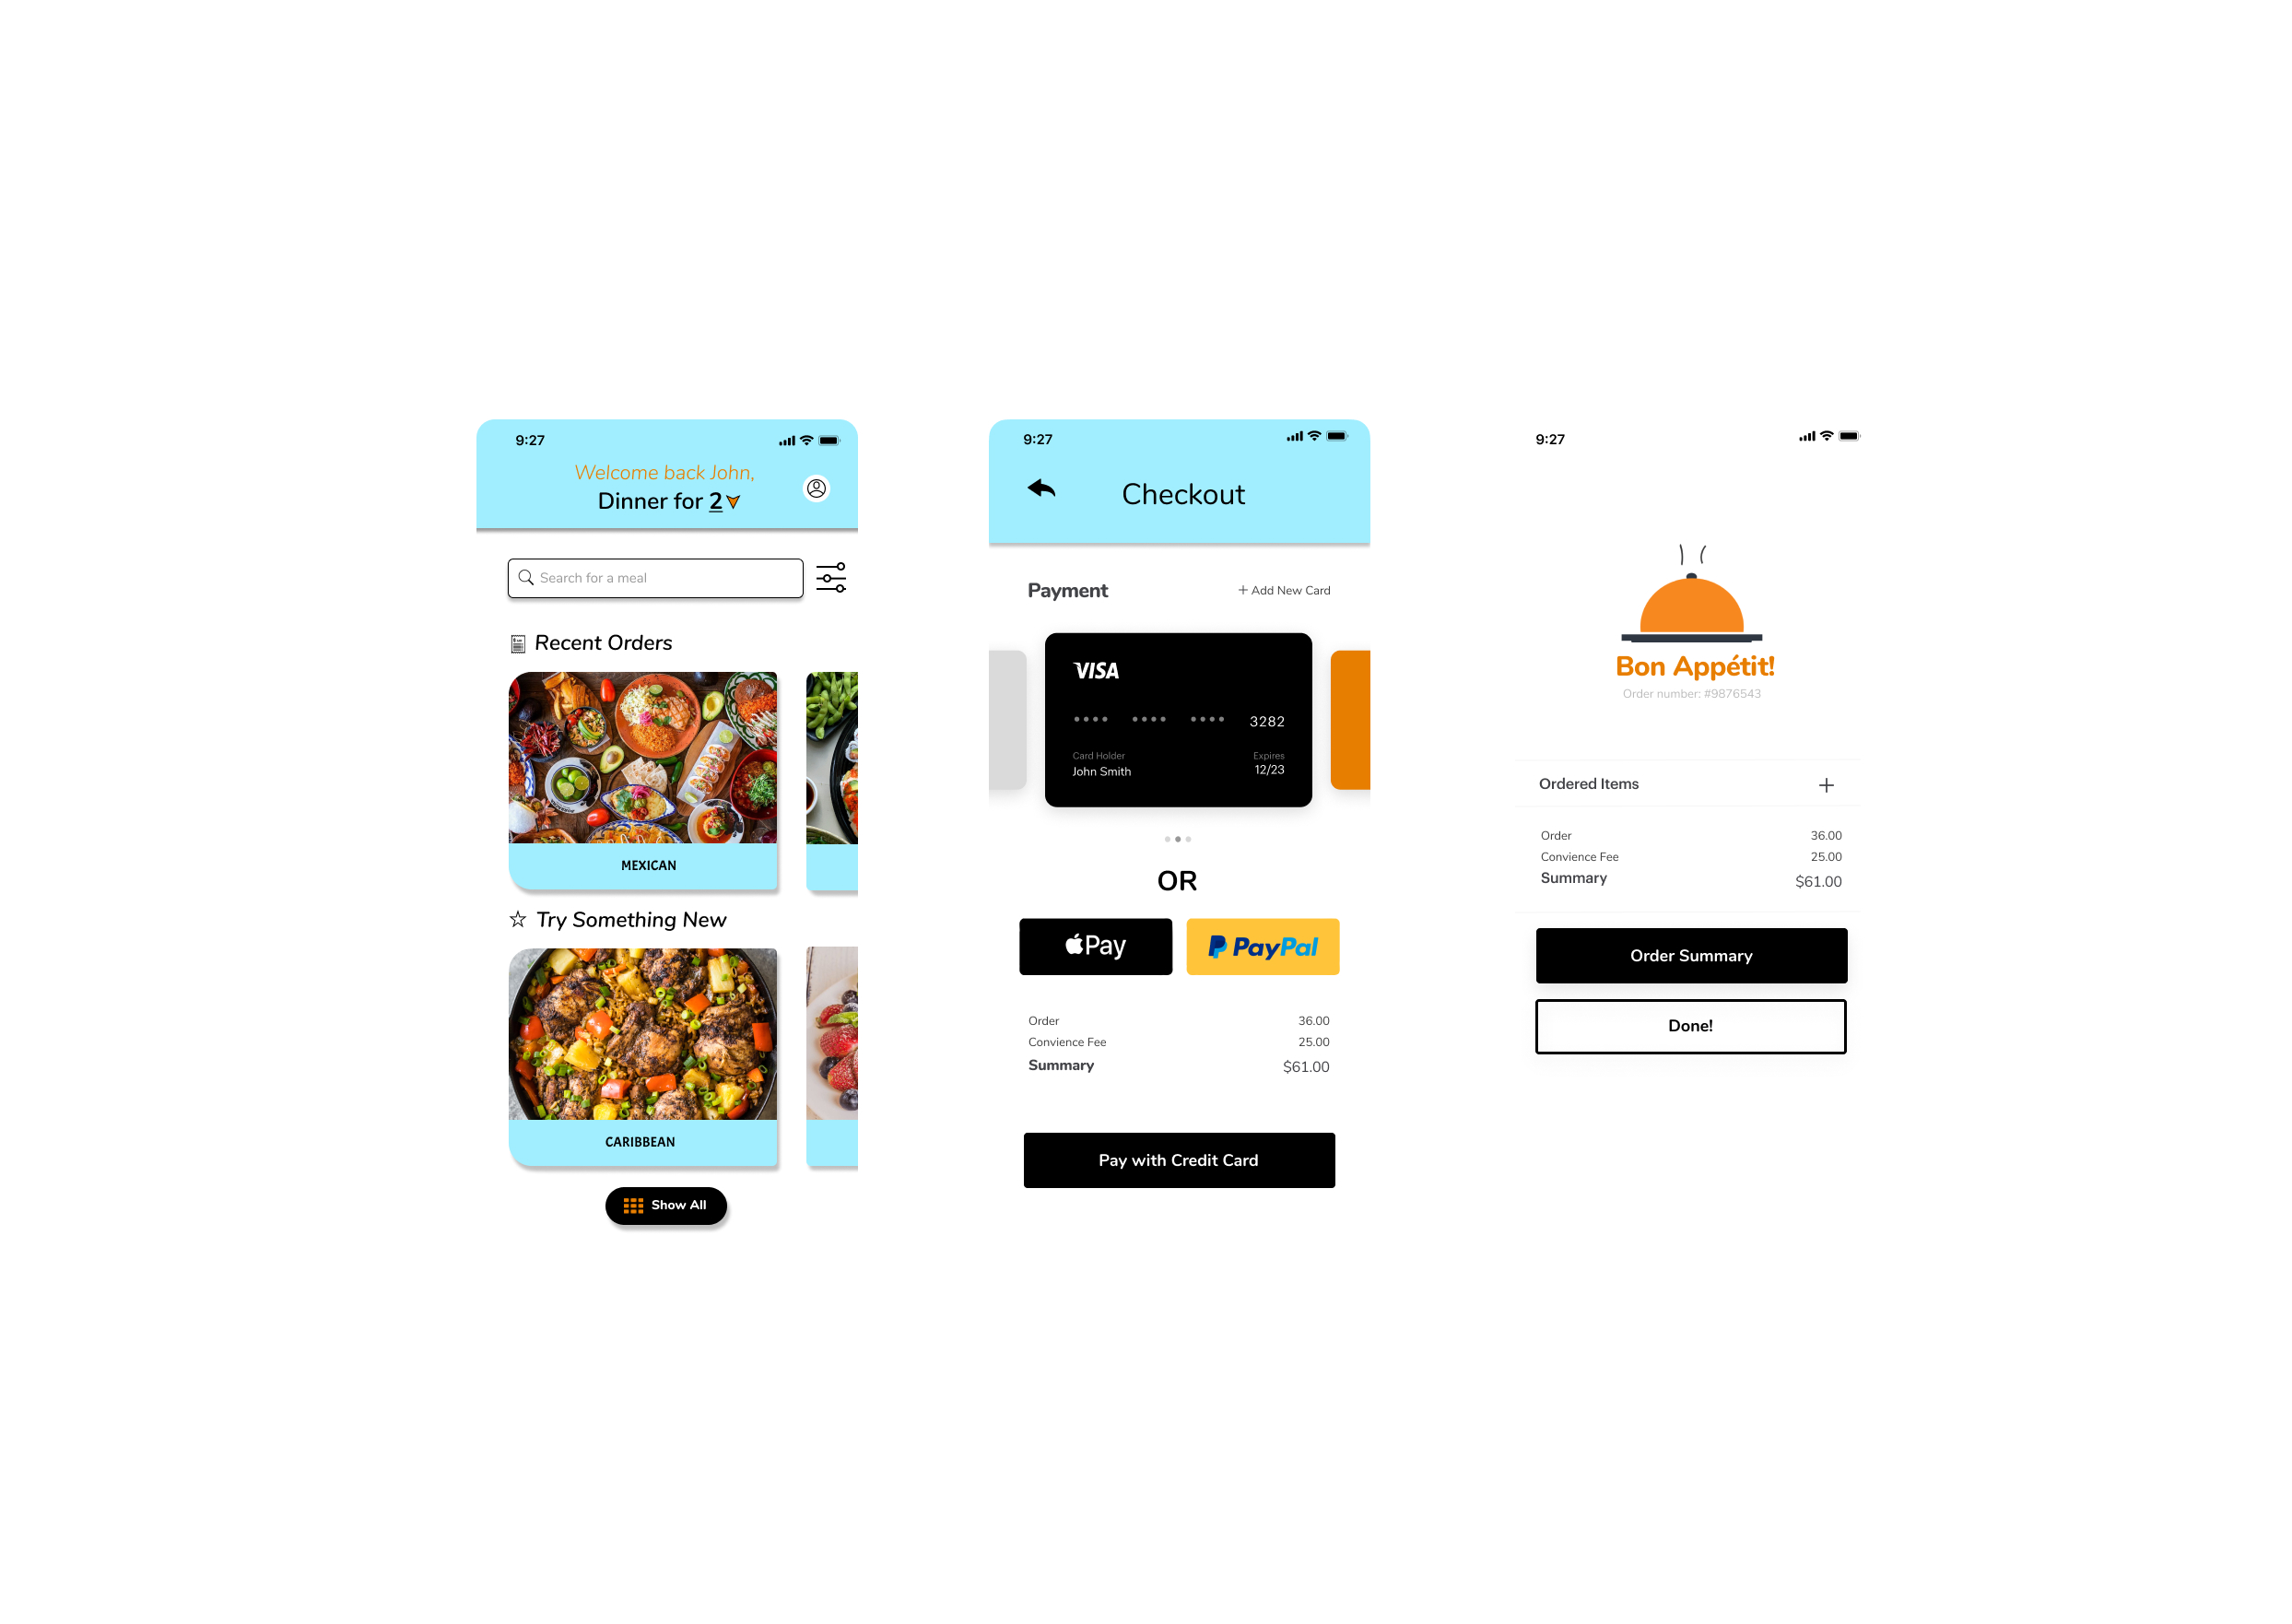 9:27
Welcome back John,
Dinner for 2
Search for a meal
Recent Orders
MEXICAN
Try Something New
CARIBBEAN
Show All
9:27
Checkout
Payment
+ Add New Card
VISA
3282
Card Holder
Expires
John Smith
12/23
OR
Pay
PayPal
Order 36.00
Convience Fee 25.00
Summary $61.00
Pay with Credit Card
9:27
Bon Appétit!
Order number: #9876543
Ordered Items
Order 36.00
Convience Fee 25.00
Summary $61.00
Order Summary
Done!